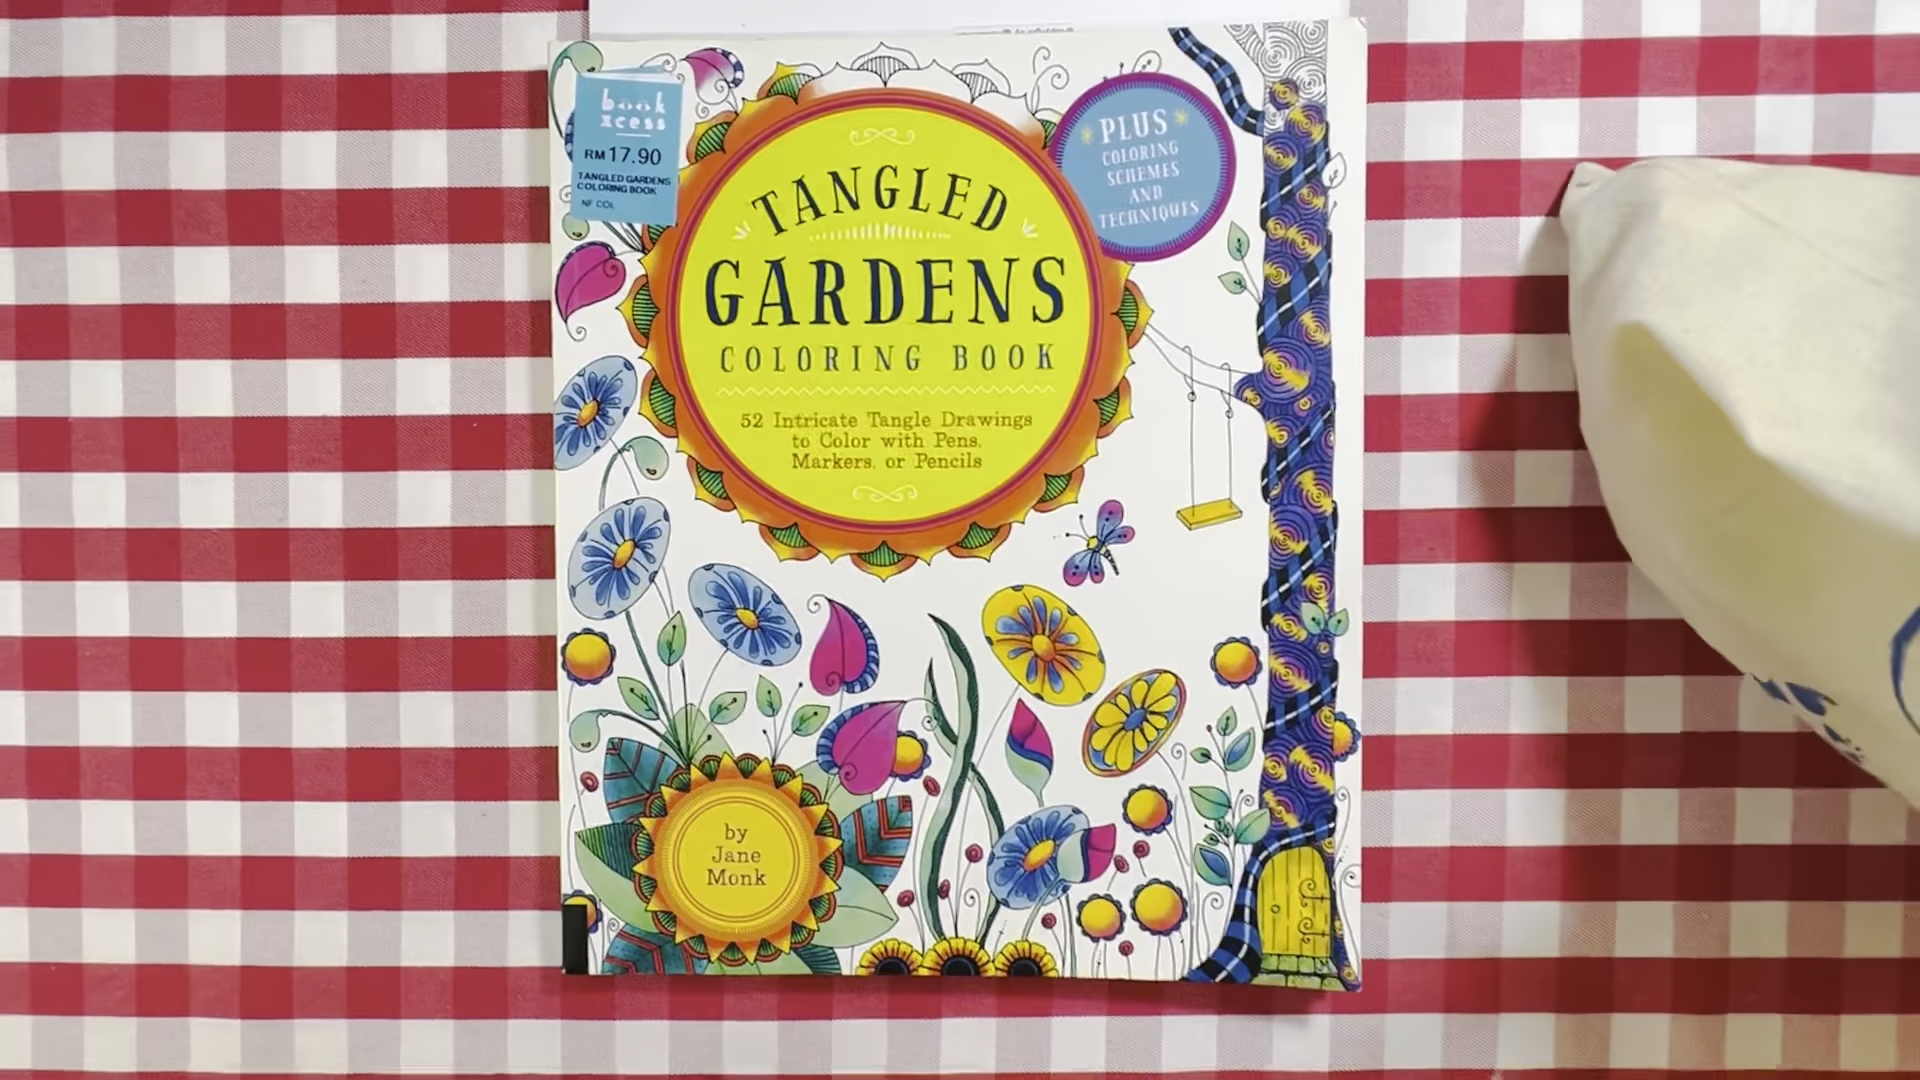 book
xcess
RM 17.90
TANGLED GARDENS
COLORING BOOK
NF COL
TANGLED
GARDENS
COLORING BOOK
52 Intricate Tangle Drawings
to Color with Pens,
Markers, or Pencils
PLUS
COLORING
SCHEMES
AND
TECHNIQUES
by
Jane
Monk